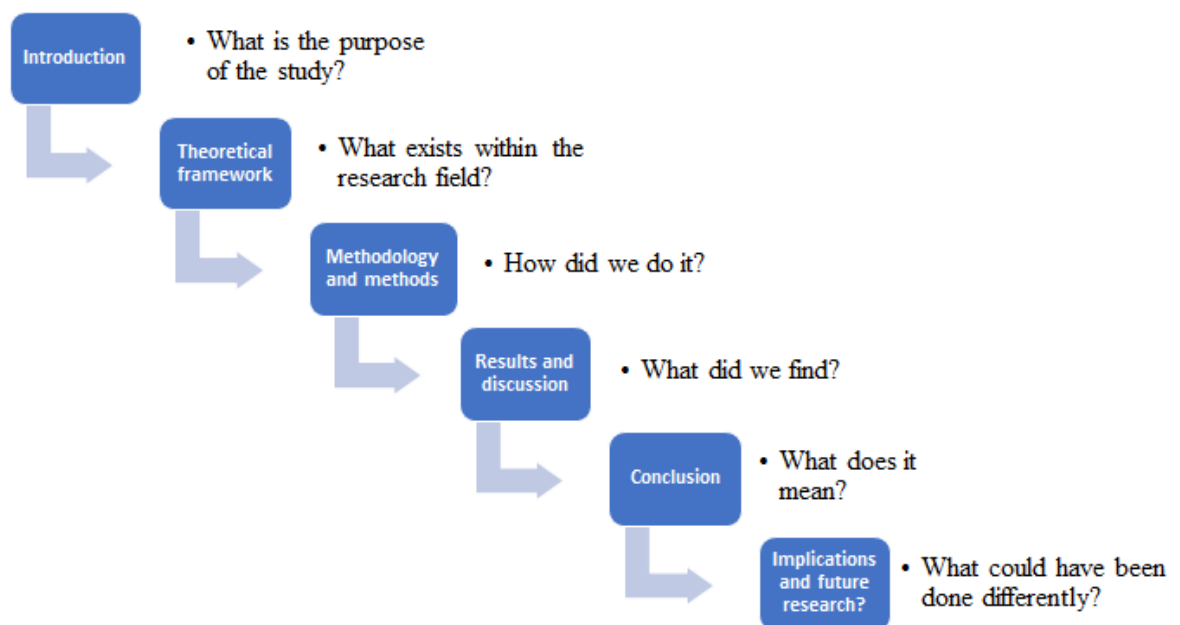 Introduction
• What is the purpose
of the study?
Theoretical
framework
• What exists within the
research field?
Methodology
and methods
• How did we do it?
Results and
discussion
• What did we find?
Conclusion
• What does it
mean?
Implications
and future
research?
• What could have been
done differently?